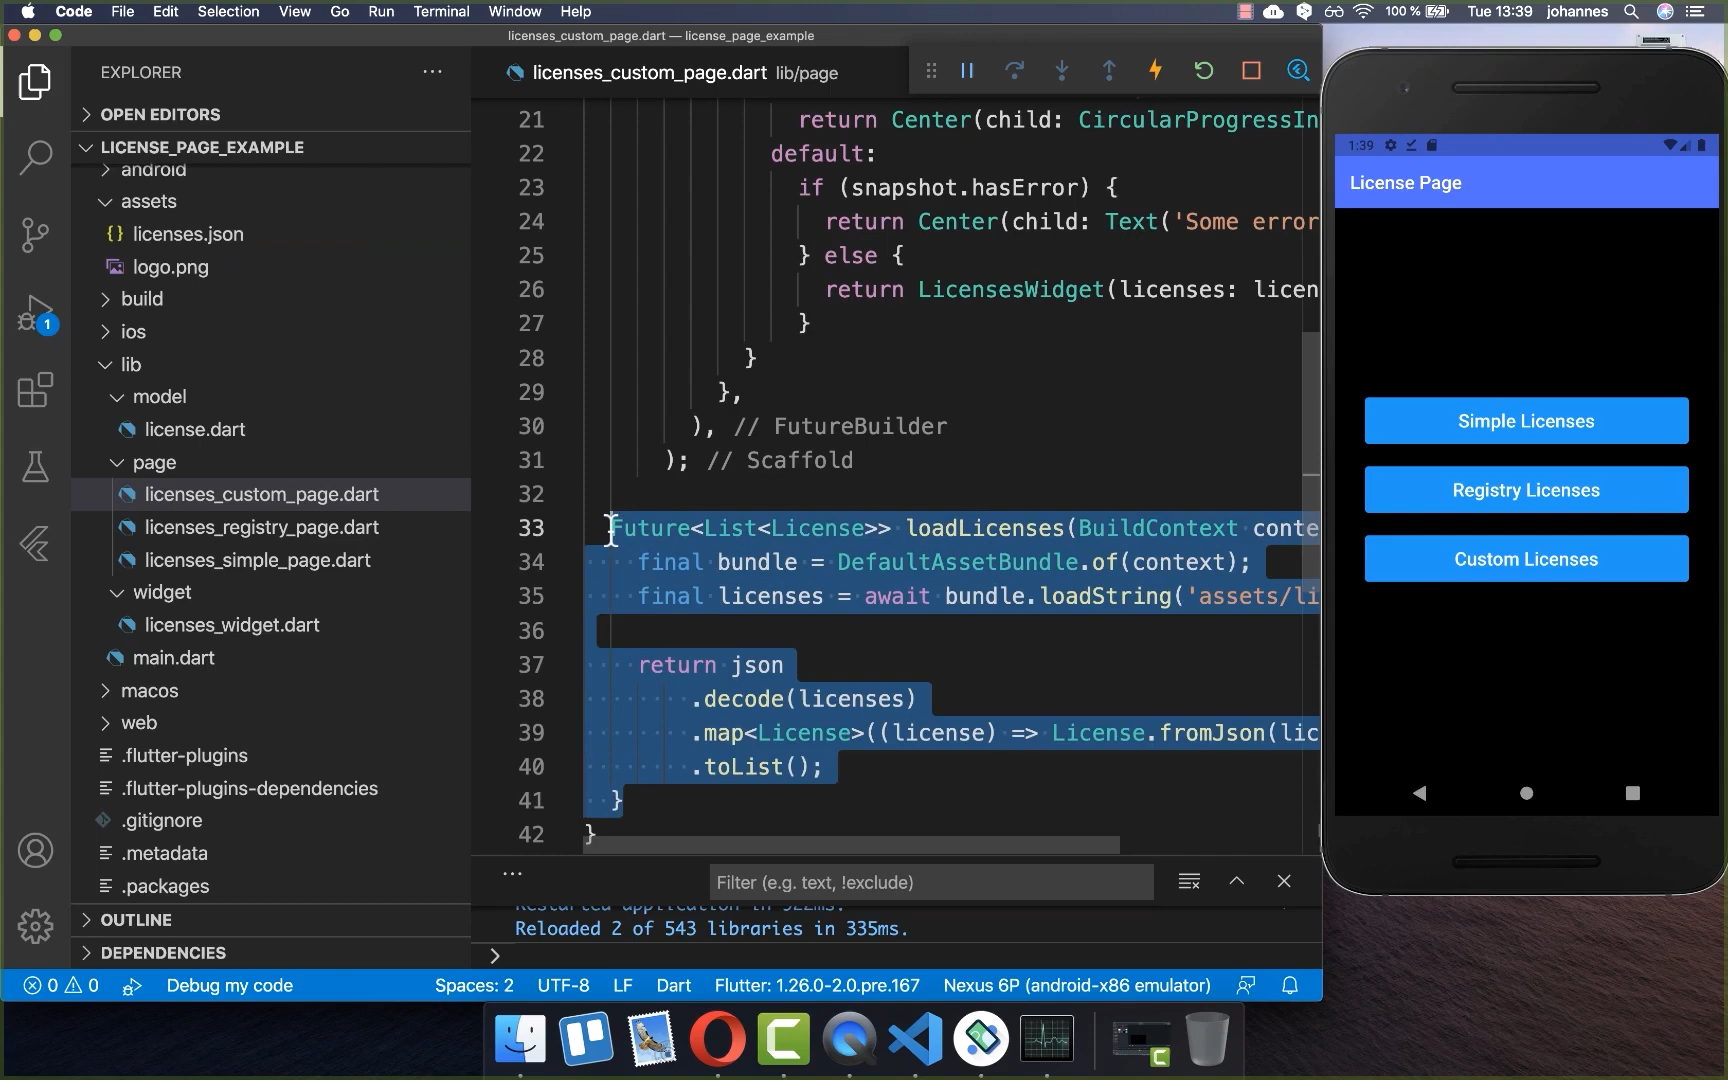 Code File Edit Selection View Go Run Terminal Window Help 100 % Tue 13:39 johannes
licenses_custom_page.dart — license_page_example
EXPLORER
OPEN EDITORS
LICENSE_PAGE_EXAMPLE
android
assets
licenses.json
logo.png
build
ios
lib
model
license.dart
page
licenses_custom_page.dart
licenses_registry_page.dart
licenses_simple_page.dart
widget
licenses_widget.dart
main.dart
macos
web
.flutter-plugins
.flutter-plugins-dependencies
.gitignore
.metadata
.packages
OUTLINE
DEPENDENCIES
1
licenses_custom_page.dart lib/page
21 return Center(child: CircularProgressIn
22 default:
23 if (snapshot.hasError) {
24 return Center(child: Text('Some error
25 } else {
26 return LicensesWidget(licenses: licen
27 }
28 }
29 },
30 ), // FutureBuilder
31 ); // Scaffold
32
33 Future<List<License>> loadLicenses(BuildContext conte
34 final bundle = DefaultAssetBundle.of(context);
35 final licenses = await bundle.loadString('assets/li
36
37 return json
38 .decode(licenses)
39 .map<License>((license) => License.fromJson(lic
40 .toList();
41 }
42 }
Filter (e.g. text, !exclude)
Restarted application in 922ms.
Reloaded 2 of 543 libraries in 335ms.
0 0 Debug my code Spaces: 2 UTF-8 LF Dart Flutter: 1.26.0-2.0.pre.167 Nexus 6P (android-x86 emulator)
1:39
License Page
Simple Licenses
Registry Licenses
Custom Licenses